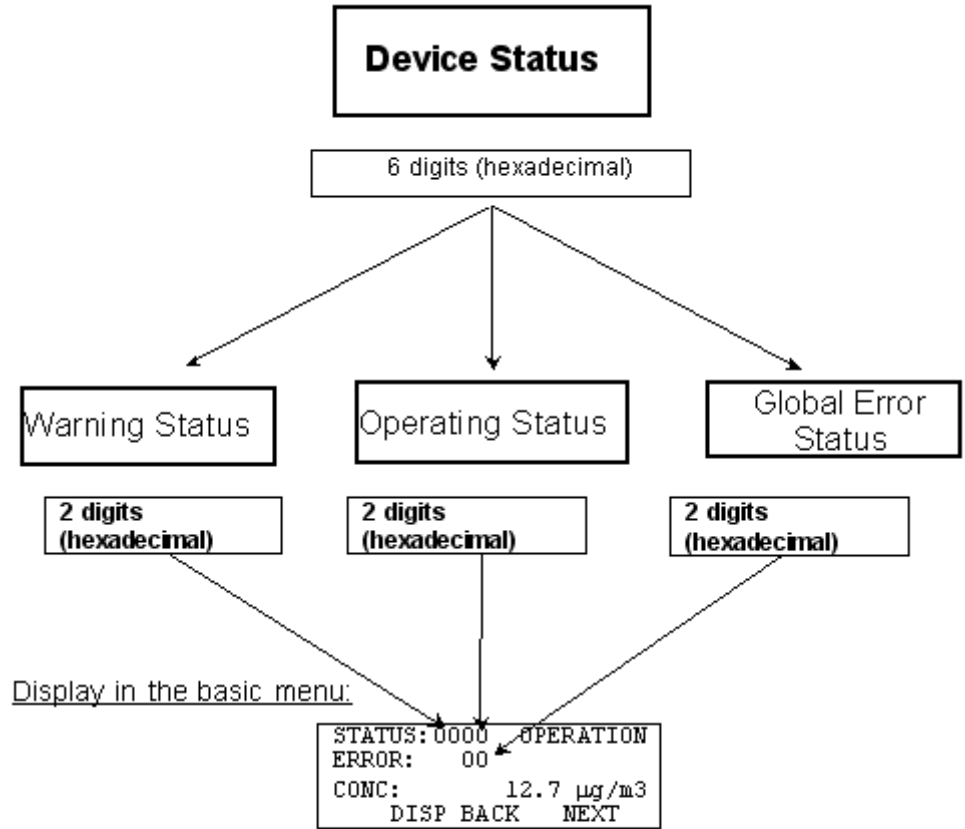 Device Status
6 digits (hexadecimal)
Warning Status
Operating Status
Global Error
Status
2 digits
(hexadecimal)
2 digits
(hexadecimal)
2 digits
(hexadecimal)
Display in the basic menu:
STATUS:0000 OPERATION
ERROR: 00
CONC: 12.7 µg/m3
DISP BACK NEXT